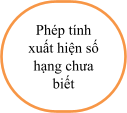 Phép tính
xuất hiện số
hạng chưa
biết